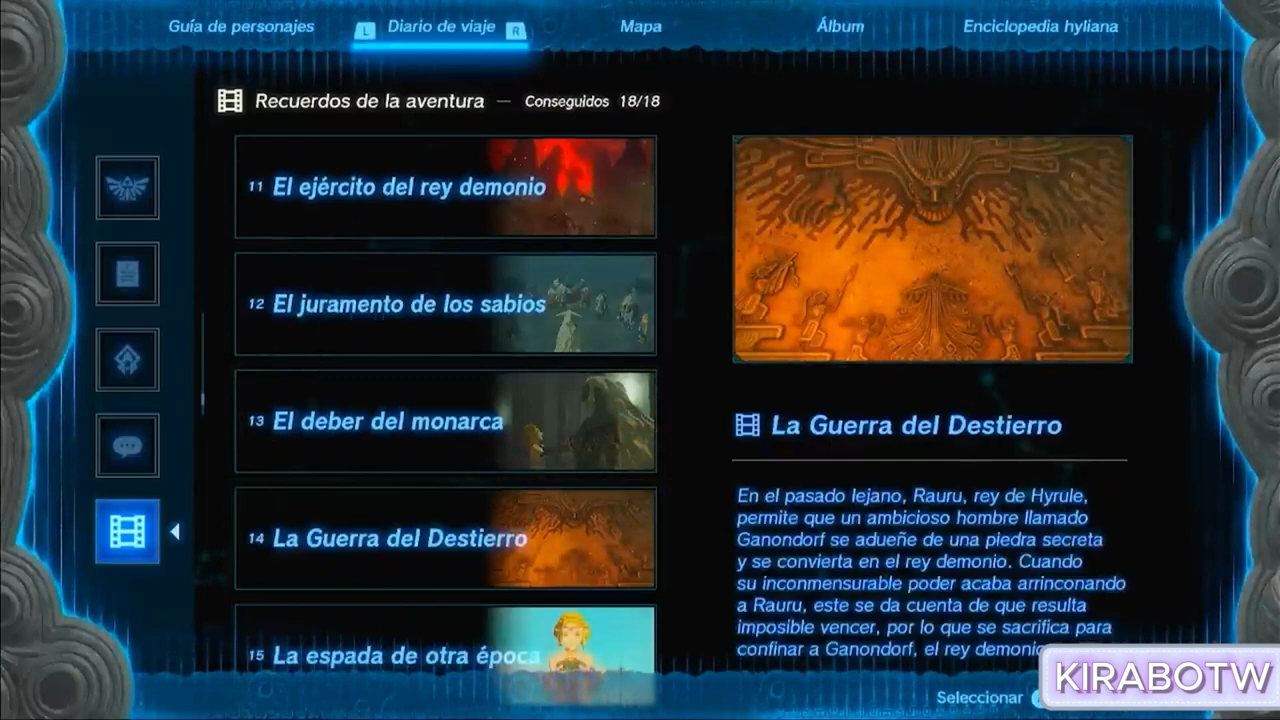 Guía de personajes
L Diario de viaje R
Mapa
Álbum
Enciclopedia hyliana
Recuerdos de la aventura — Conseguidos 18/18
11 El ejército del rey demonio
12 El juramento de los sabios
13 El deber del monarca
14 La Guerra del Destierro
15 La espada de otra época
La Guerra del Destierro
En el pasado lejano, Rauru, rey de Hyrule,
permite que un ambicioso hombre llamado
Ganondorf se adueñe de una piedra secreta
y se convierta en el rey demonio. Cuando
su inconmensurable poder acaba arrinconando
a Rauru, este se da cuenta de que resulta
imposible vencer, por lo que se sacrifica para
confinar a Ganondorf, el rey
Seleccionar
KIRABOTW